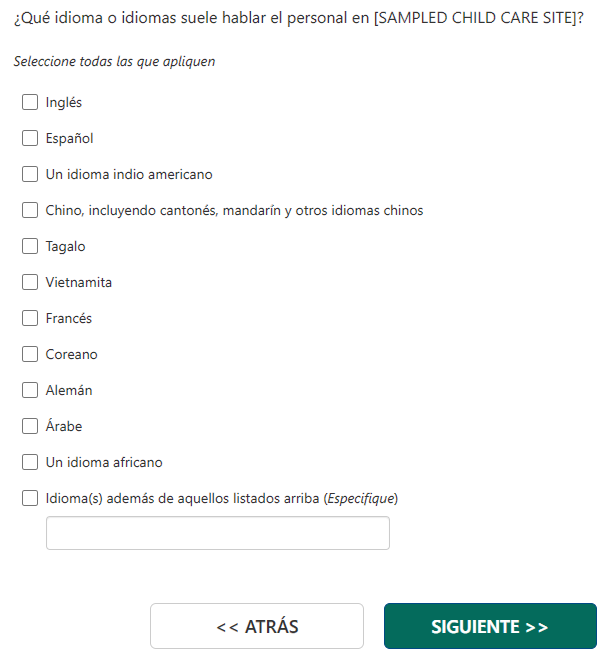 ¿Qué idioma o idiomas suele hablar el personal en [SAMPLED CHILD CARE SITE]?
Seleccione todas las que apliquen
Inglés
Español
Un idioma indio americano
Chino, incluyendo cantonés, mandarín y otros idiomas chinos
Tagalo
Vietnamita
Francés
Coreano
Alemán
Árabe
Un idioma africano
Idioma(s) además de aquellos listados arriba (Especifique)
<< ATRÁS
SIGUIENTE >>